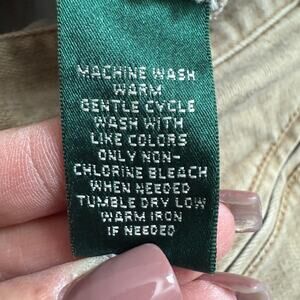 MACHINE WASH
WARM
GENTLE CYCLE
WASH WITH
LIKE COLORS
ONLY NON-
CHLORINE BLEACH
WHEN NEEDED
TUMBLE DRY LOW
WARM IRON
IF NEEDED